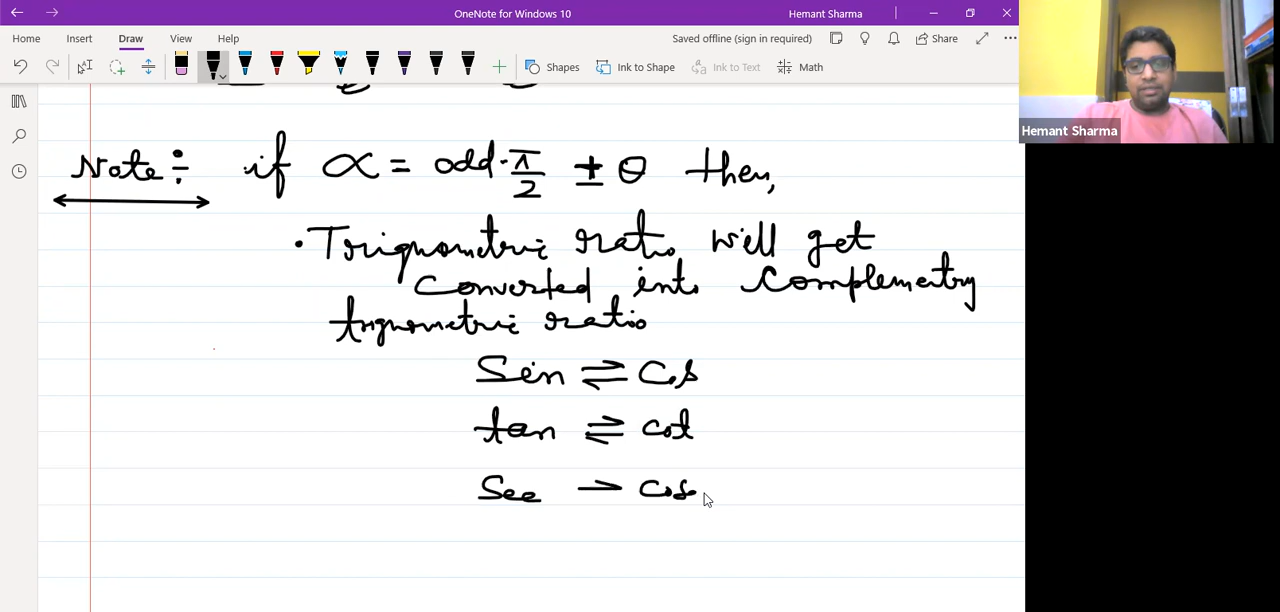 OneNote for Windows 10
Hemant Sharma
Home Insert Draw View Help
Saved offline (sign in required)
Share
Shapes
Ink to Shape
Ink to Text
Math
Hemant Sharma
Note÷ if α = odd·π/2 ± θ then,
• Trignometric ratio will get
converted into complementry
trignometric ratio
Sin ⇌ Cos
tan ⇌ cot
Sec → cos